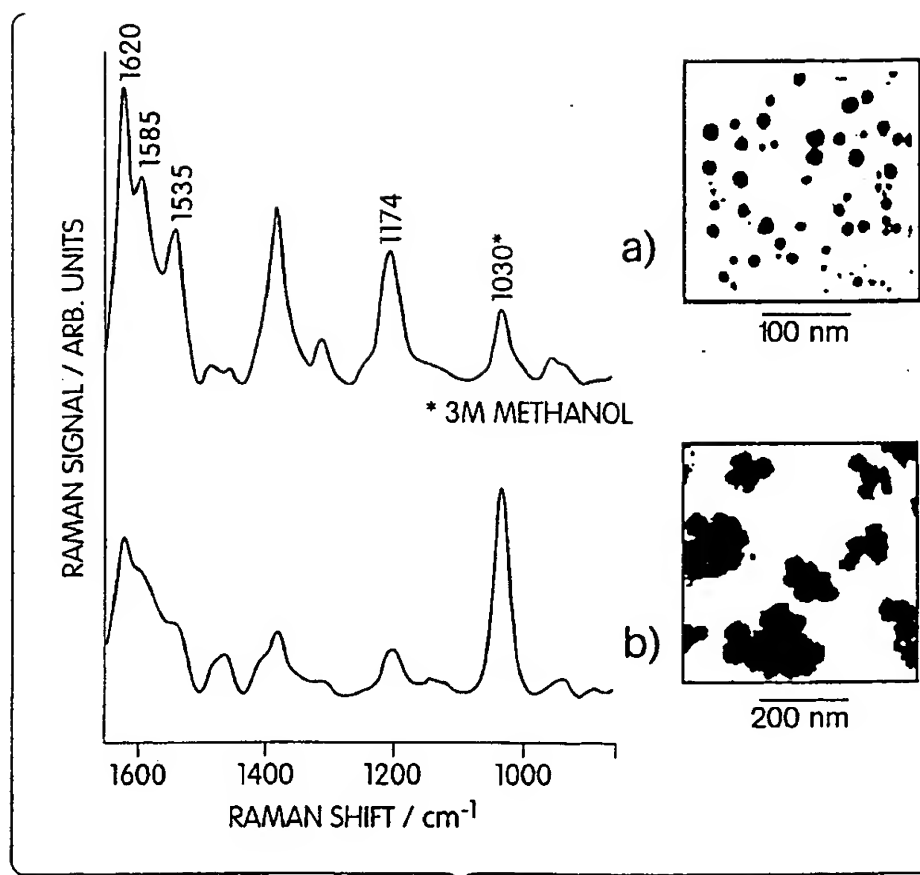 1620
1585
1535
1174
1030*
* 3M METHANOL
RAMAN SIGNAL / ARB. UNITS
1600
1400
1200
1000
RAMAN SHIFT / cm-1
a)
100 nm
b)
200 nm